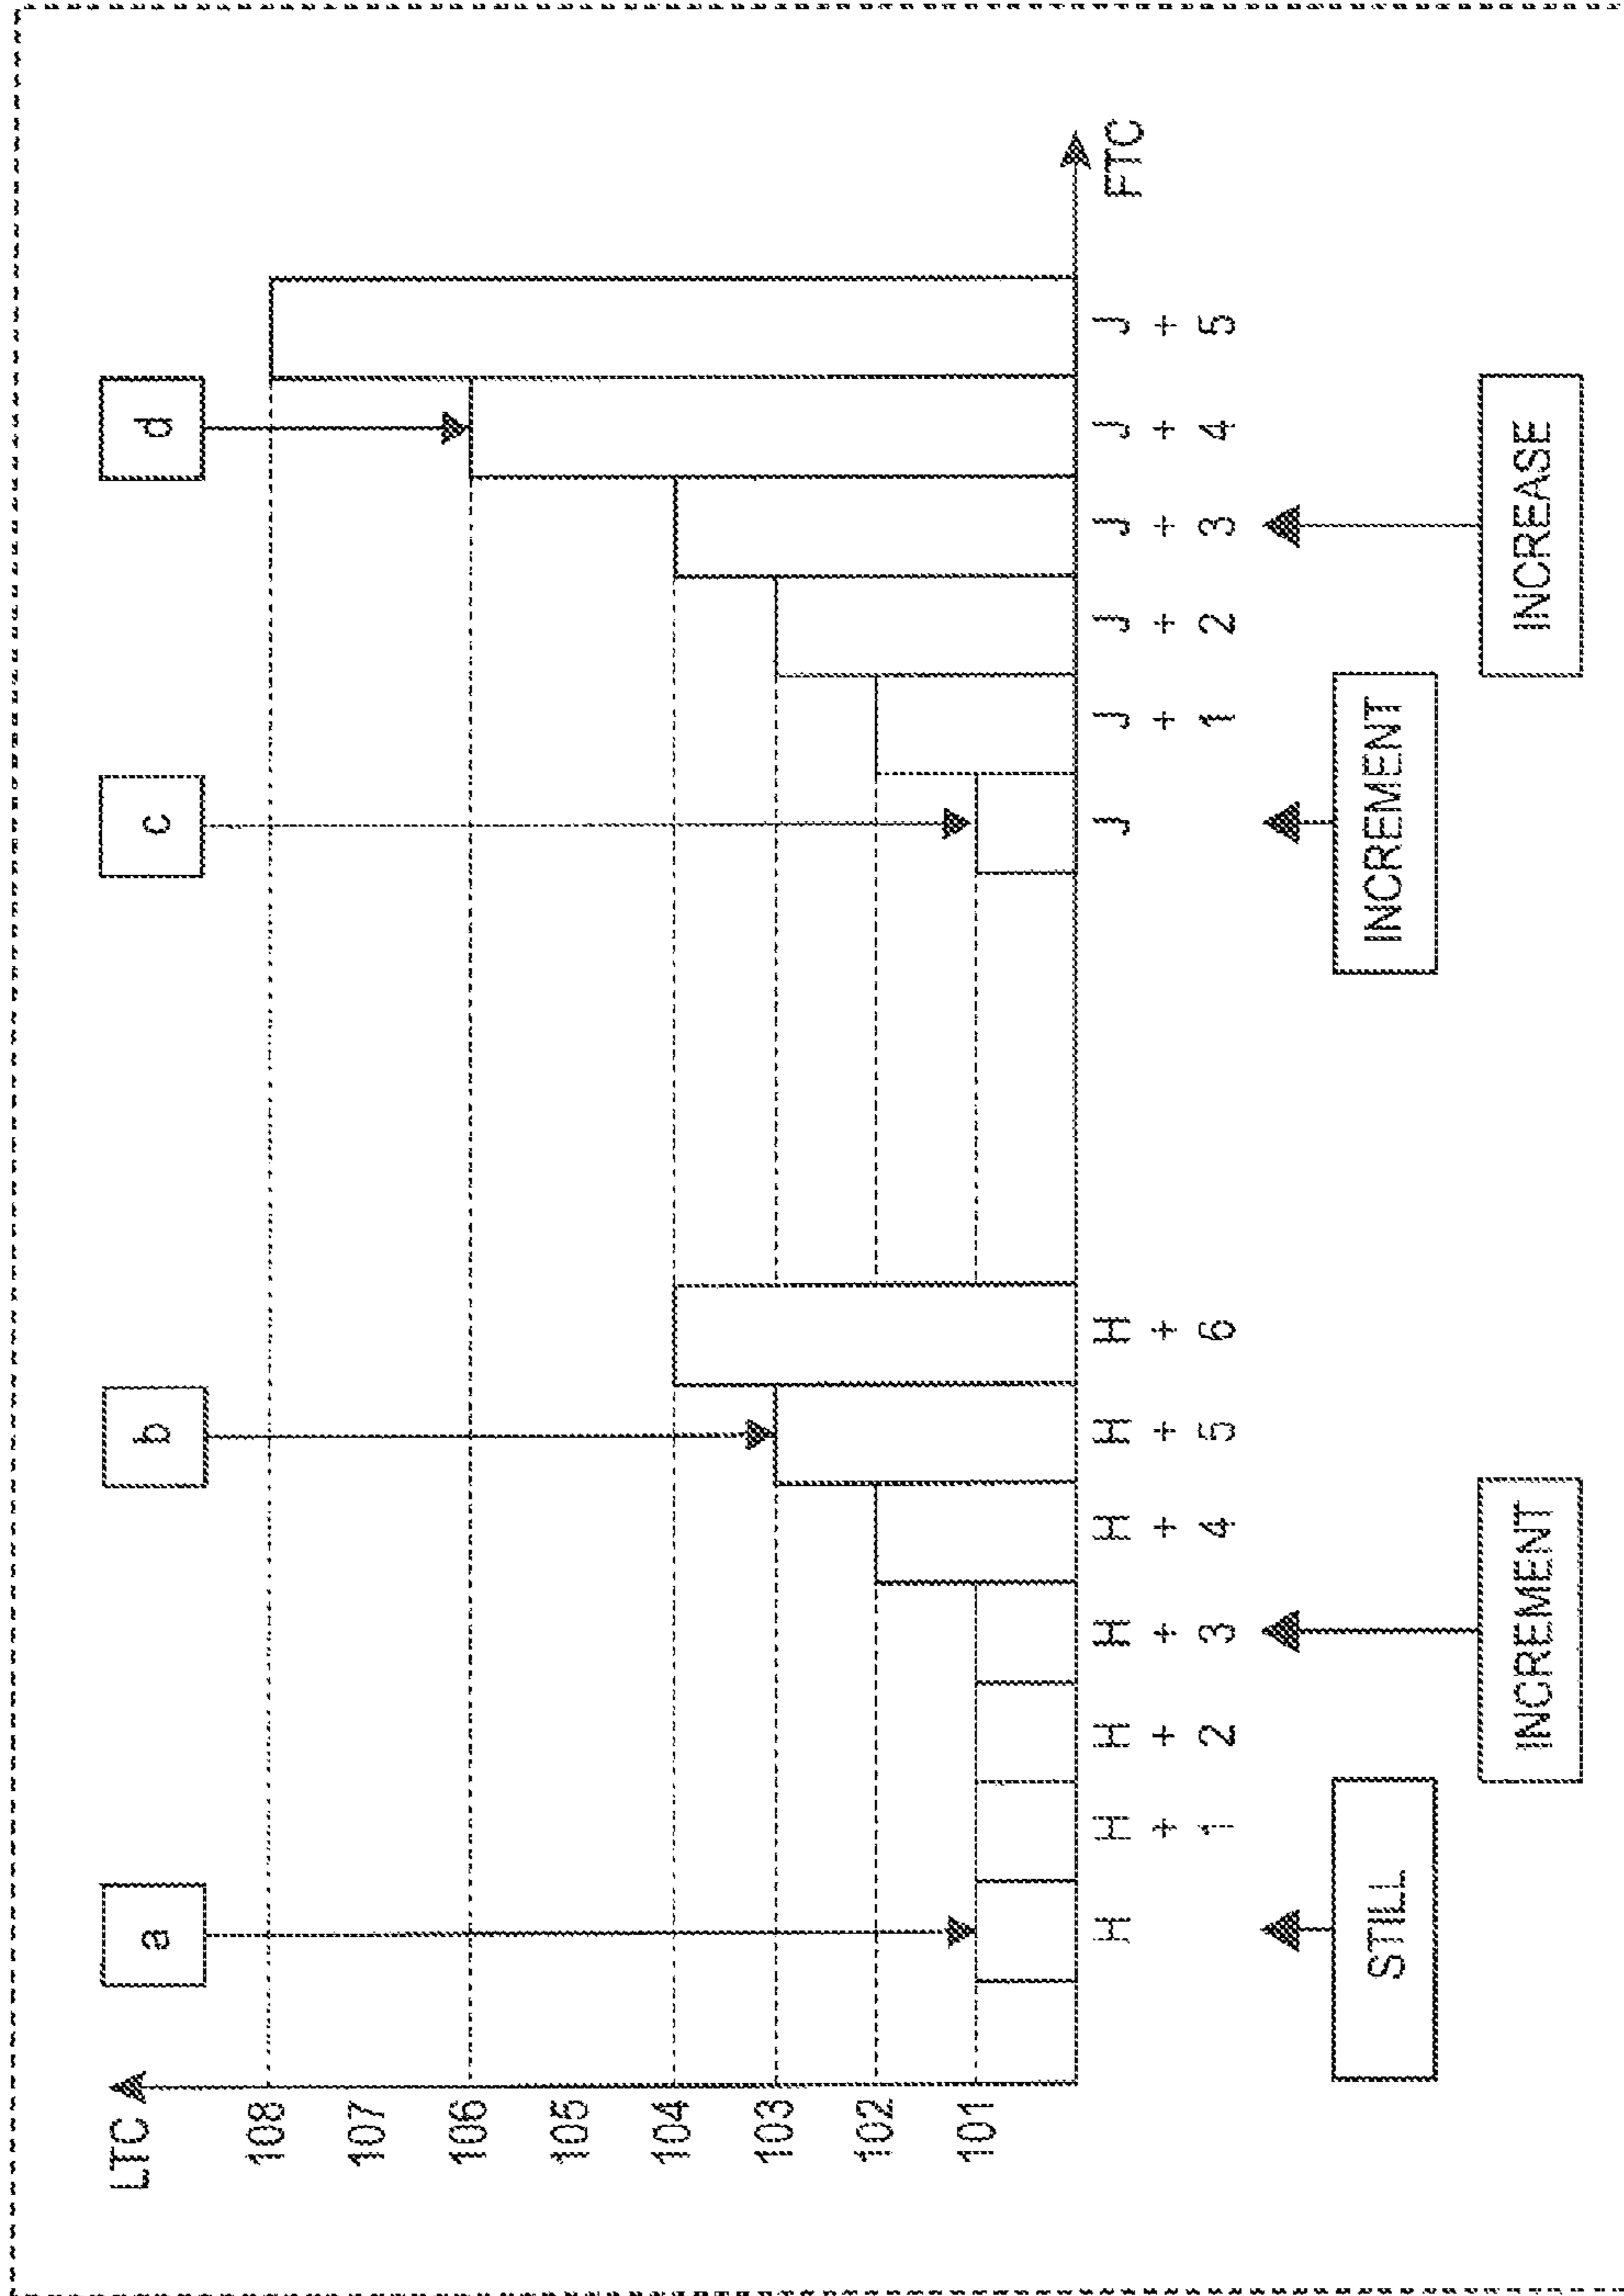 LTC
a
b
c
d
108
107
106
105
104
103
102
101
H
H + 1
H + 2
H + 3
H + 4
H + 5
H + 6
J
J + 1
J + 2
J + 3
J + 4
J + 5
FTC
STILL
INCREMENT
INCREMENT
INCREASE